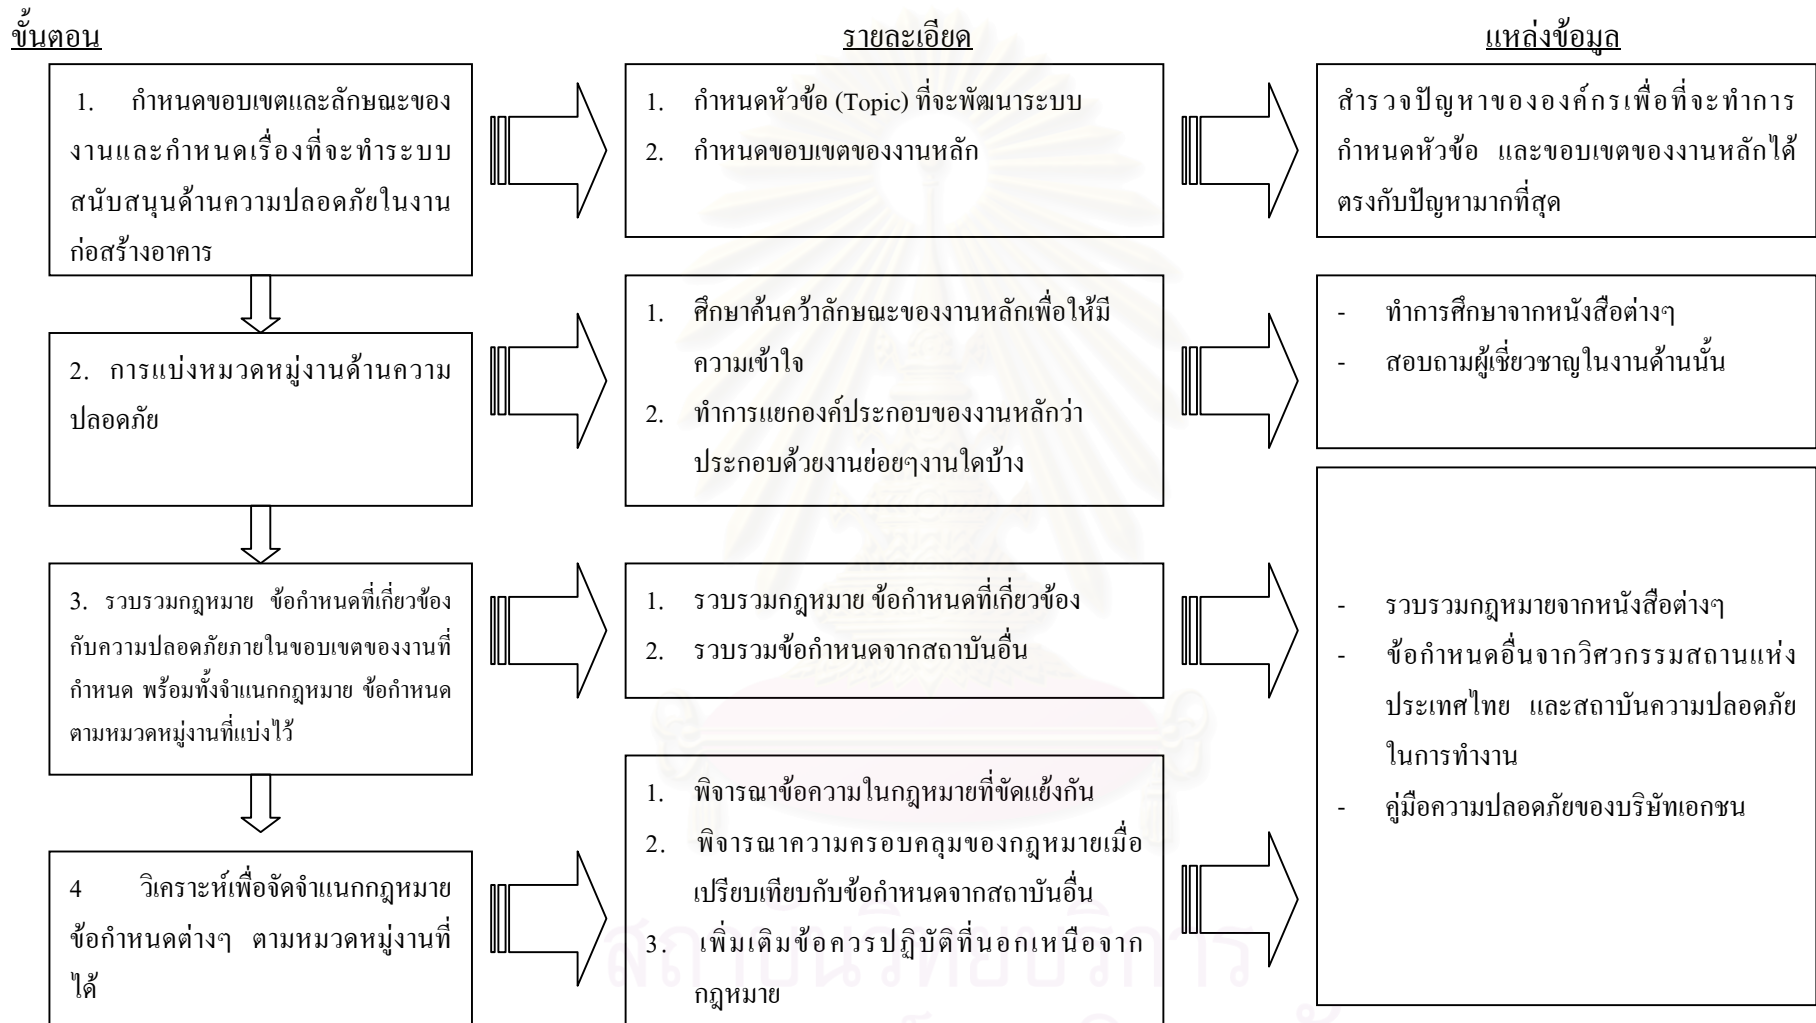 ขั้นตอน
รายละเอียด
แหล่งข้อมูล
1. กำหนดขอบเขตและลักษณะของ
งานและกำหนดเรื่องที่จะทำระบบ
สนับสนุนด้านความปลอดภัยในงาน
ก่อสร้างอาคาร
1. กำหนดหัวข้อ (Topic) ที่จะพัฒนาระบบ
2. กำหนดขอบเขตของงานหลัก
สำรวจปัญหาขององค์กรเพื่อที่จะทำการ
กำหนดหัวข้อ และขอบเขตของงานหลักได้
ตรงกับปัญหามากที่สุด
2. การแบ่งหมวดหมู่งานด้านความ
ปลอดภัย
1. ศึกษาค้นคว้าลักษณะของงานหลักเพื่อให้มี
ความเข้าใจ
2. ทำการแยกองค์ประกอบของงานหลักว่า
ประกอบด้วยงานย่อยๆงานใดบ้าง
- ทำการศึกษาจากหนังสือต่างๆ
- สอบถามผู้เชี่ยวชาญในงานด้านนั้น
3. รวบรวมกฎหมาย ข้อกำหนดที่เกี่ยวข้อง
กับความปลอดภัยภายในขอบเขตของงานที่
กำหนด พร้อมทั้งจำแนกกฎหมาย ข้อกำหนด
ตามหมวดหมู่งานที่แบ่งไว้
1. รวบรวมกฎหมาย ข้อกำหนดที่เกี่ยวข้อง
2. รวบรวมข้อกำหนดจากสถาบันอื่น
- รวบรวมกฎหมายจากหนังสือต่างๆ
- ข้อกำหนดอื่นจากวิศวกรรมสถานแห่ง
ประเทศไทย และสถาบันความปลอดภัย
ในการทำงาน
- คู่มือความปลอดภัยของบริษัทเอกชน
4 วิเคราะห์เพื่อจัดจำแนกกฎหมาย
ข้อกำหนดต่างๆ ตามหมวดหมู่งานที่
ได้
1. พิจารณาข้อความในกฎหมายที่ขัดแย้งกัน
2. พิจารณาความครอบคลุมของกฎหมายเมื่อ
เปรียบเทียบกับข้อกำหนดจากสถาบันอื่น
3. เพิ่มเติมข้อควรปฏิบัติที่นอกเหนือจาก
กฎหมาย
สถาบันวิทยบริการ